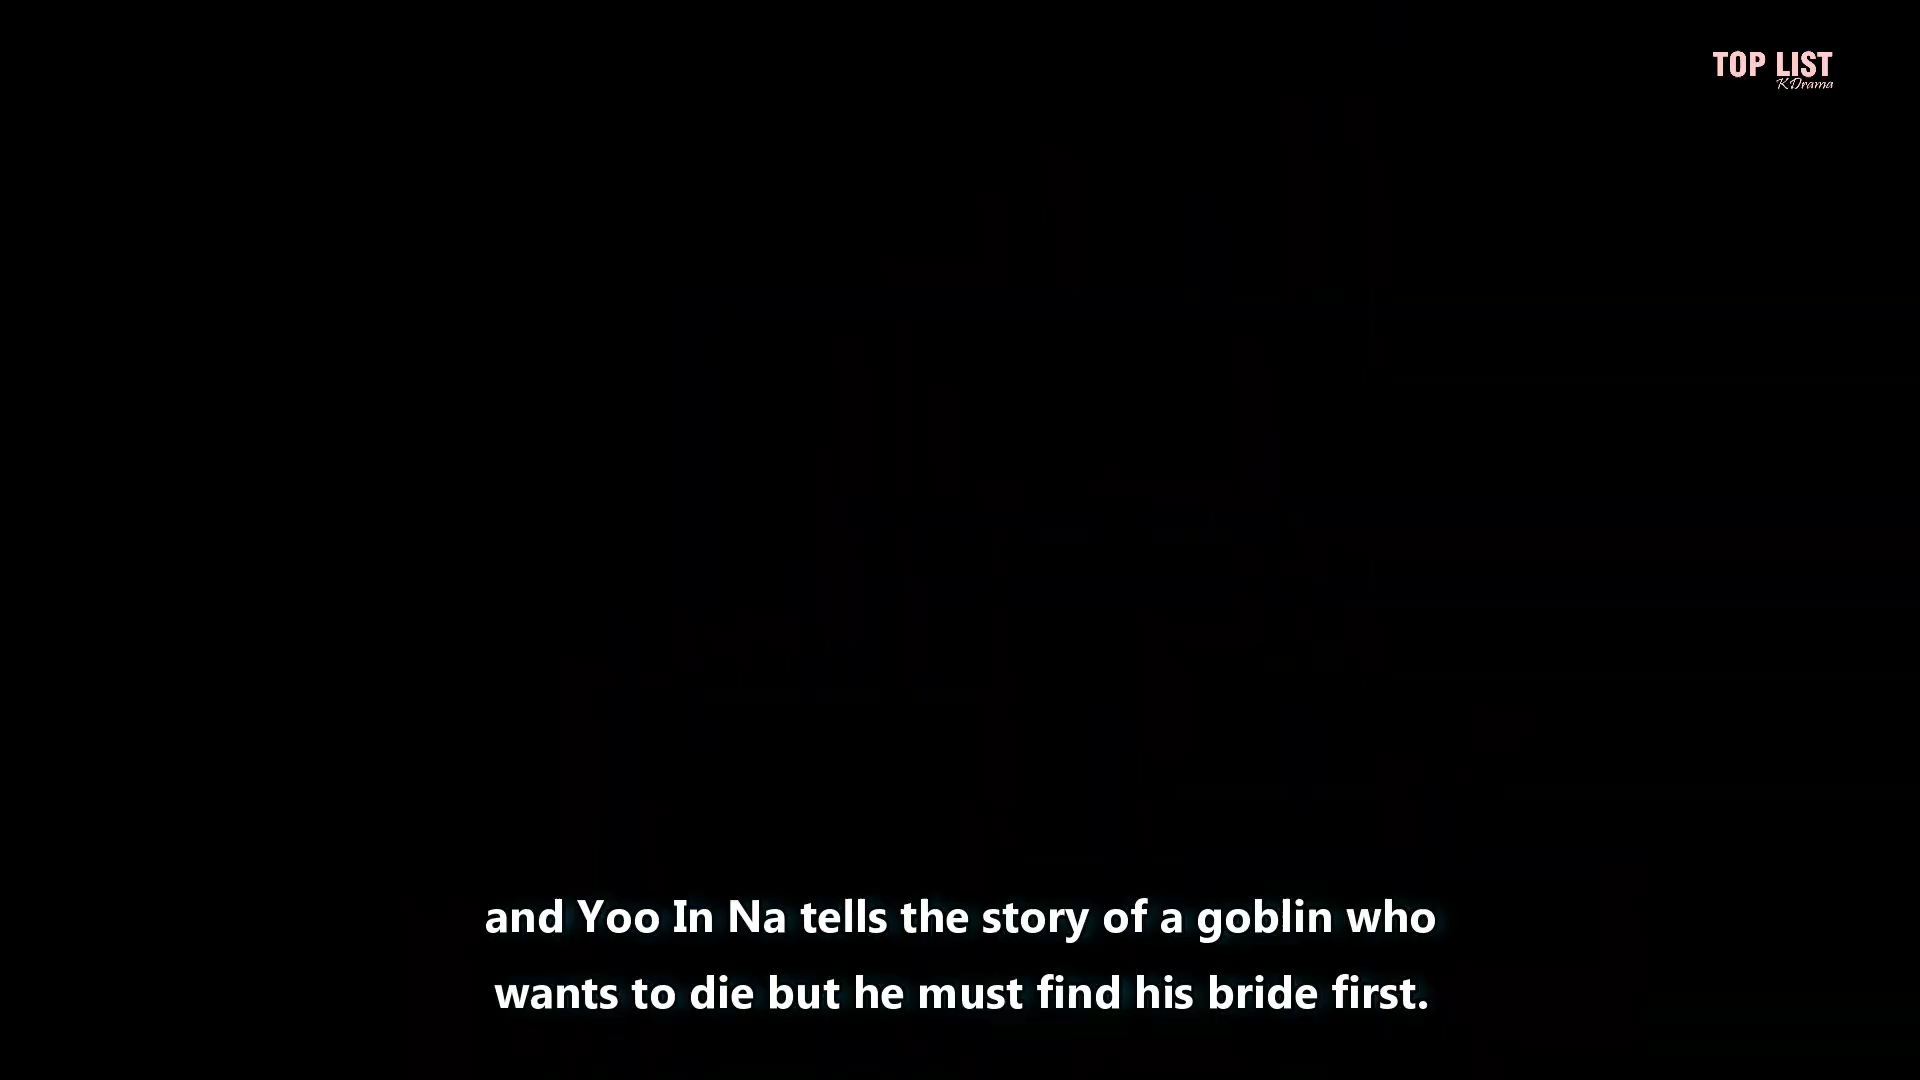 TOP LIST
KDrama
and Yoo In Na tells the story of a goblin who
wants to die but he must find his bride first.